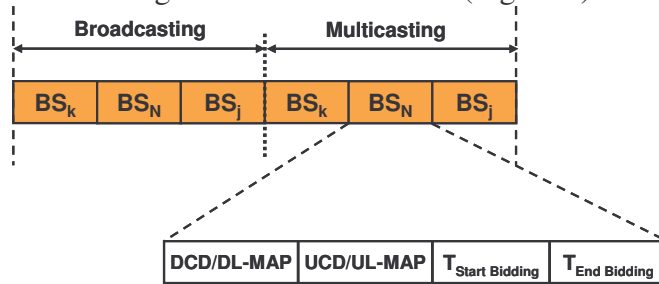 Broadcasting Multicasting
BSk BSN BSj BSk BSN BSj
DCD/DL-MAP UCD/UL-MAP TStart Bidding TEnd Bidding